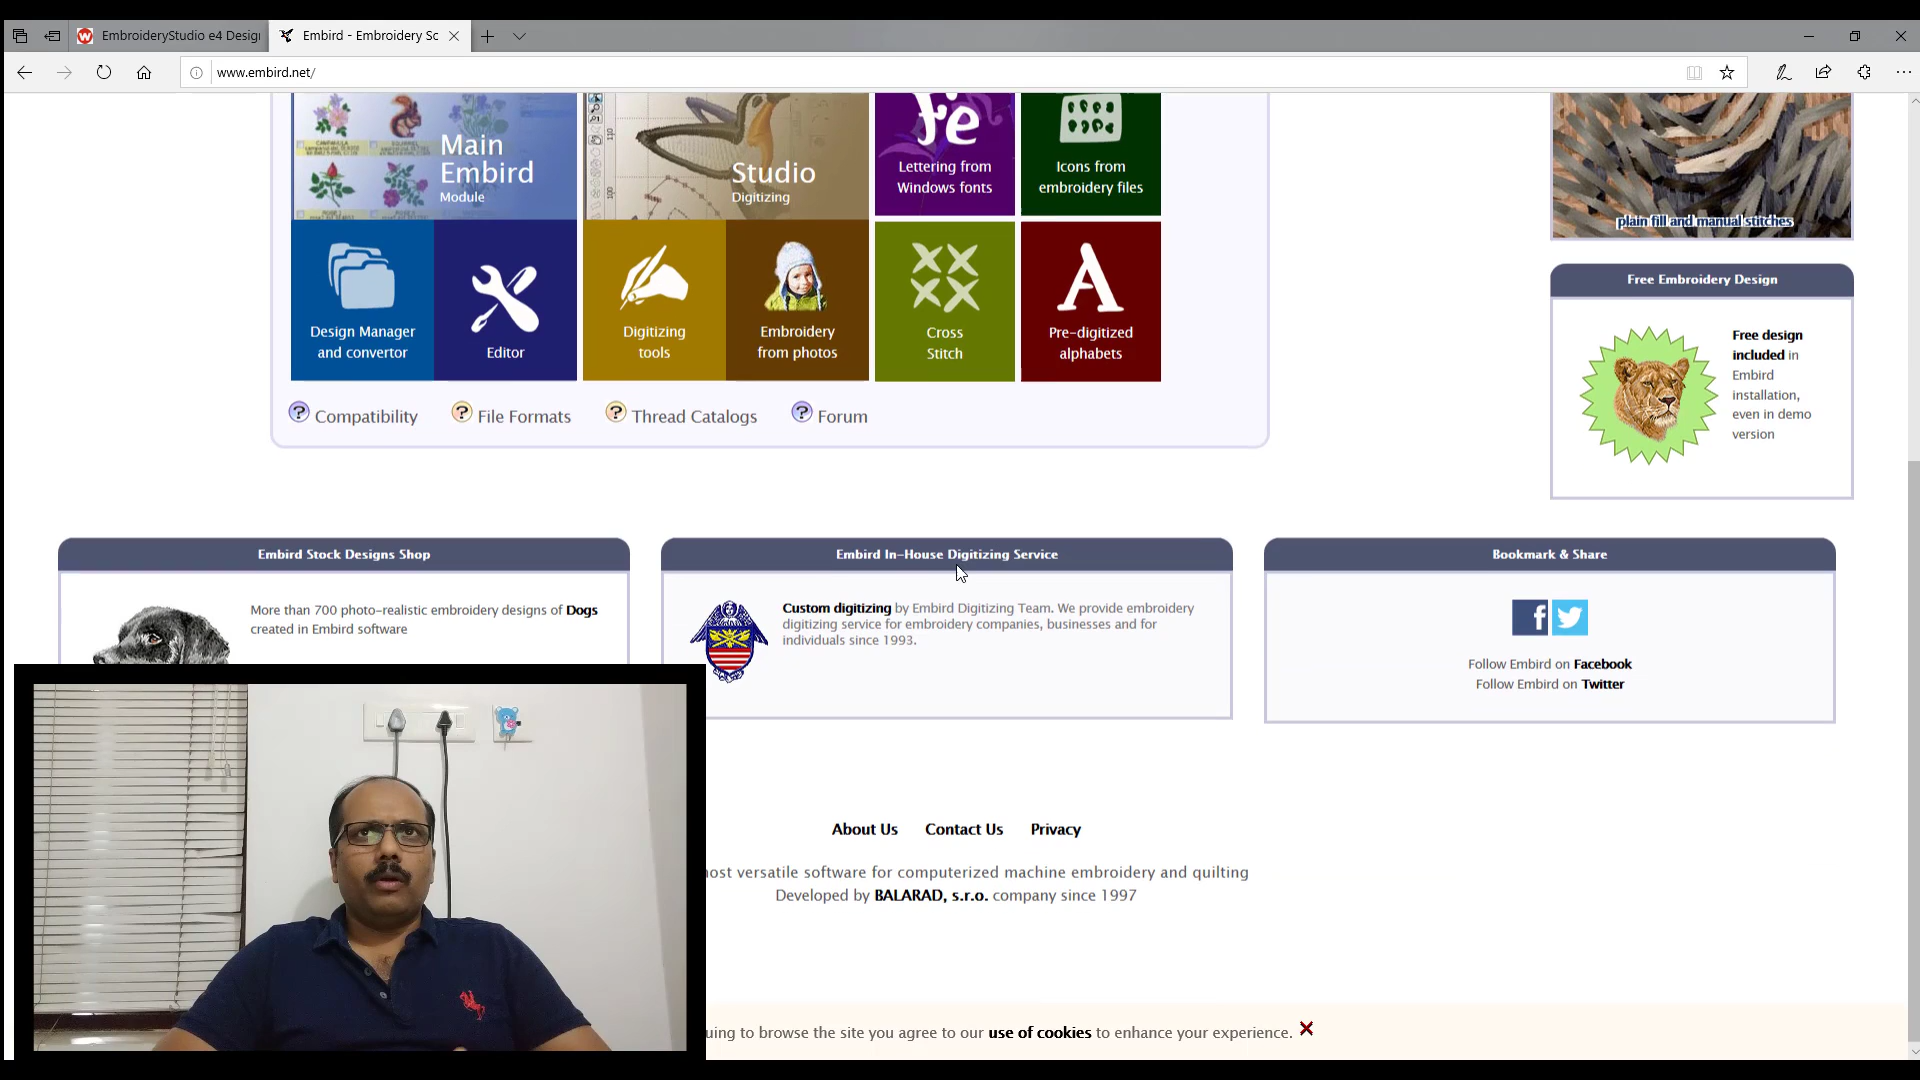 EmbroideryStudio e4 Desig
Embird - Embroidery Sc
www.embird.net/
Main
Embird
Module
Studio
Digitizing
fe
Lettering from
Windows fonts
Icons from
embroidery files
plain fill and manual stitches
Design Manager
and convertor
Editor
Digitizing
tools
Embroidery
from photos
Cross
Stitch
A
Pre-digitized
alphabets
Free Embroidery Design
Free design
included in
Embird
installation,
even in demo
version
? Compatibility ? File Formats ? Thread Catalogs ? Forum
Embird Stock Designs Shop
More than 700 photo-realistic embroidery designs of Dogs
created in Embird software
Embird In-House Digitizing Service
Custom digitizing by Embird Digitizing Team. We provide embroidery
digitizing service for embroidery companies, businesses and for
individuals since 1993.
Bookmark & Share
Follow Embird on Facebook
Follow Embird on Twitter
About Us Contact Us Privacy
versatile software for computerized machine embroidery and quilting
Developed by BALARAD, s.r.o. company since 1997
to browse the site you agree to our use of cookies to enhance your experience.